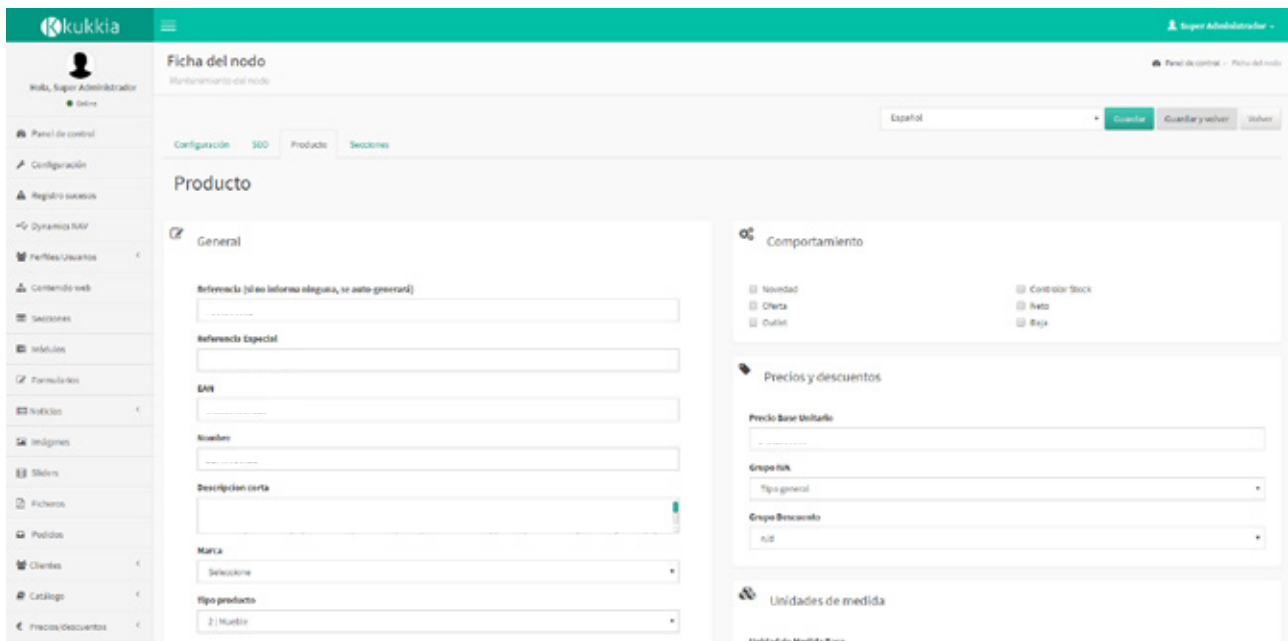 kukkia
Super Administrador
Hola, Super Administrador
Online
Panel de control
Configuración
Registro sucesos
Dynamics NAV
Perfiles/Usuarios
Contenido web
Secciones
Módulos
Formularios
Noticias
Imágenes
Sliders
Ficheros
Pedidos
Clientes
Catálogo
Precios/descuentos
Ficha del nodo
Mantenimiento del nodo
Panel de control > Ficha del nodo
Español
Guardar
Guardar y volver
Volver
Configuración
SEO
Producto
Secciones
Producto
General
Referencia (si no informa ninguna, se auto-generará)
Referencia Especial
EAN
Nombre
Descripcion corta
Marca
Seleccione
Tipo producto
2 | Mueble
Comportamiento
Novedad
Controlar Stock
Oferta
Neto
Outlet
Baja
Precios y descuentos
Precio Base Unitario
Grupo IVA
Tipo general
Grupo Descuento
n/d
Unidades de medida
Unidad de Medida Base